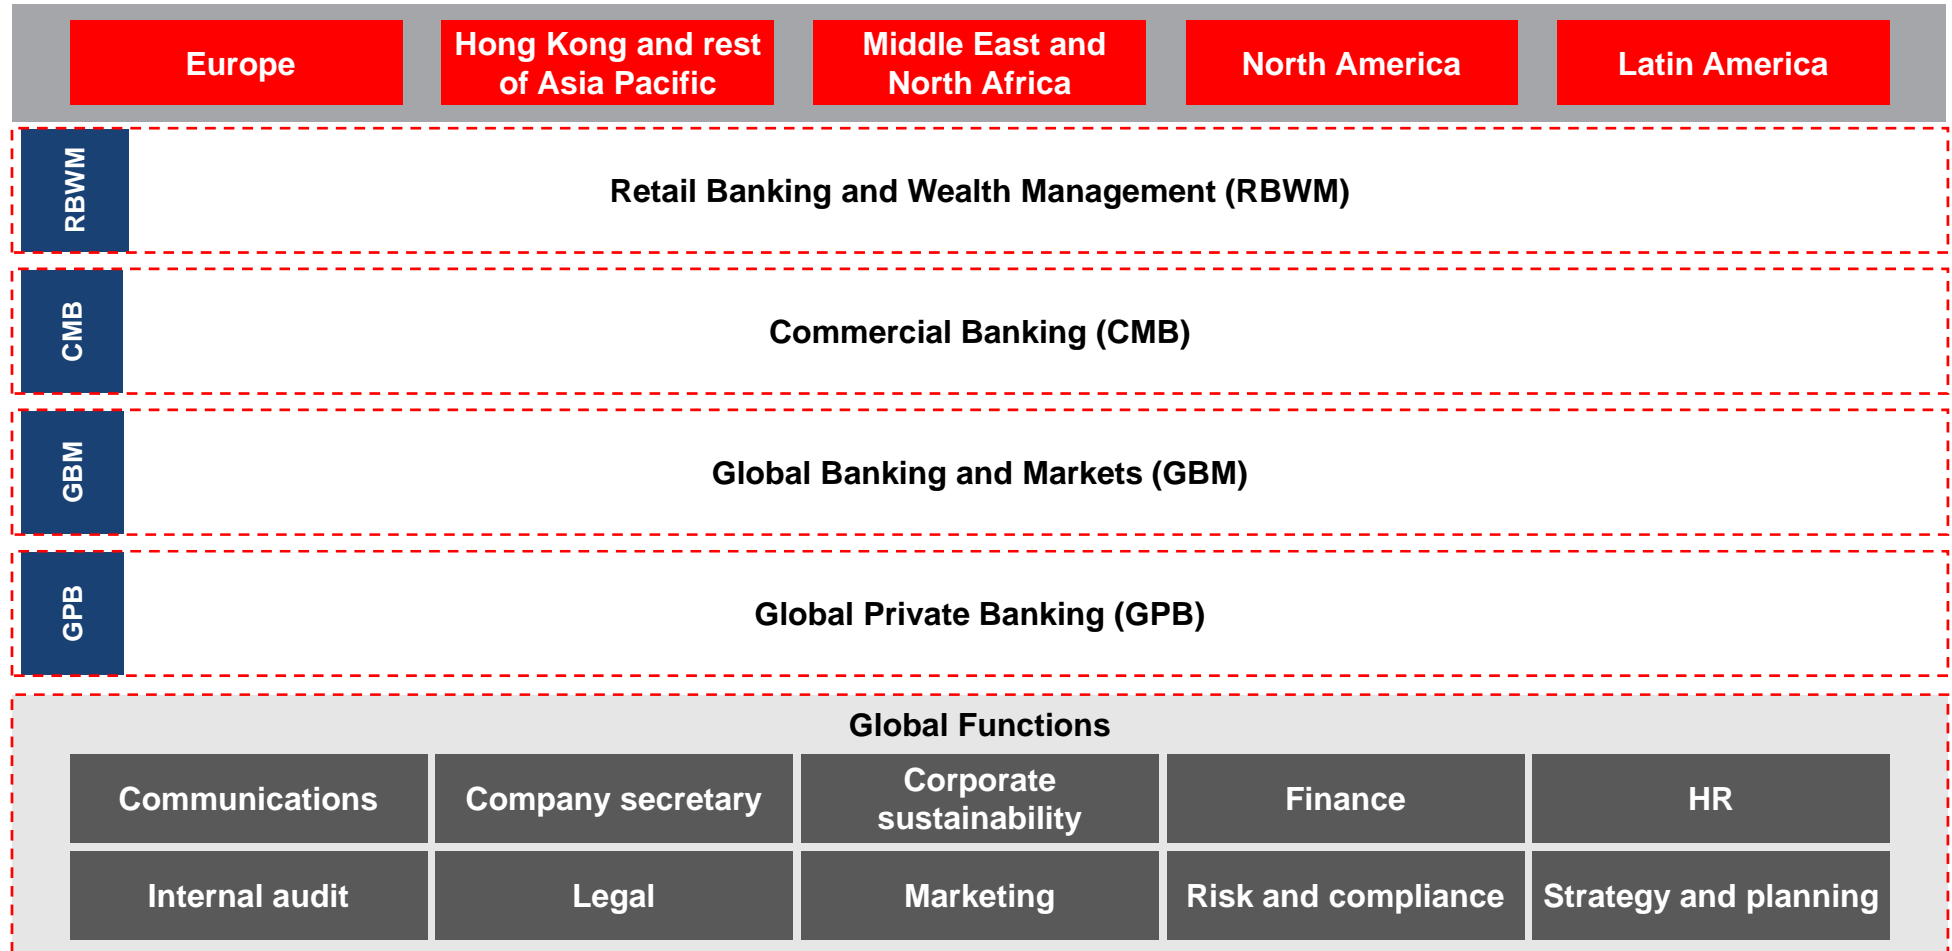 Europe
Hong Kong and rest
of Asia Pacific
Middle East and
North Africa
North America
Latin America
RBWM
Retail Banking and Wealth Management (RBWM)
CMB
Commercial Banking (CMB)
GBM
Global Banking and Markets (GBM)
GPB
Global Private Banking (GPB)
Global Functions
Communications
Company secretary
Corporate
sustainability
Finance
HR
Internal audit
Legal
Marketing
Risk and compliance
Strategy and planning